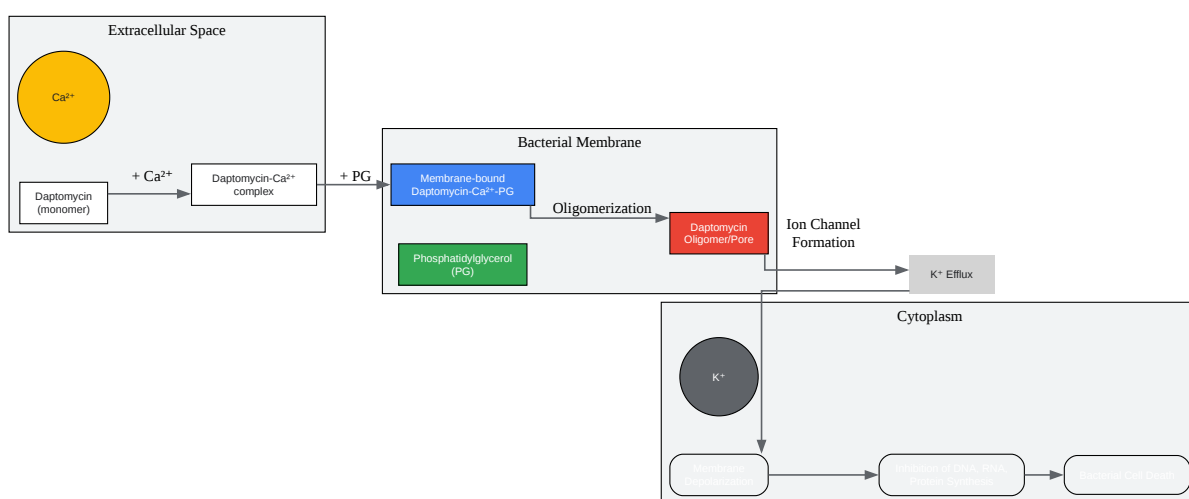 Extracellular Space
Ca²⁺
+ Ca²⁺
Daptomycin
(monomer)
Daptomycin-Ca²⁺
complex
+ PG
Bacterial Membrane
Membrane-bound
Daptomycin-Ca²⁺-PG
Oligomerization
Phosphatidylglycerol
(PG)
Daptomycin
Oligomer/Pore
Ion Channel
Formation
K⁺ Efflux
Cytoplasm
K⁺
Membrane
Depolarization
Inhibition of DNA, RNA,
Protein Synthesis
Bacterial Cell Death